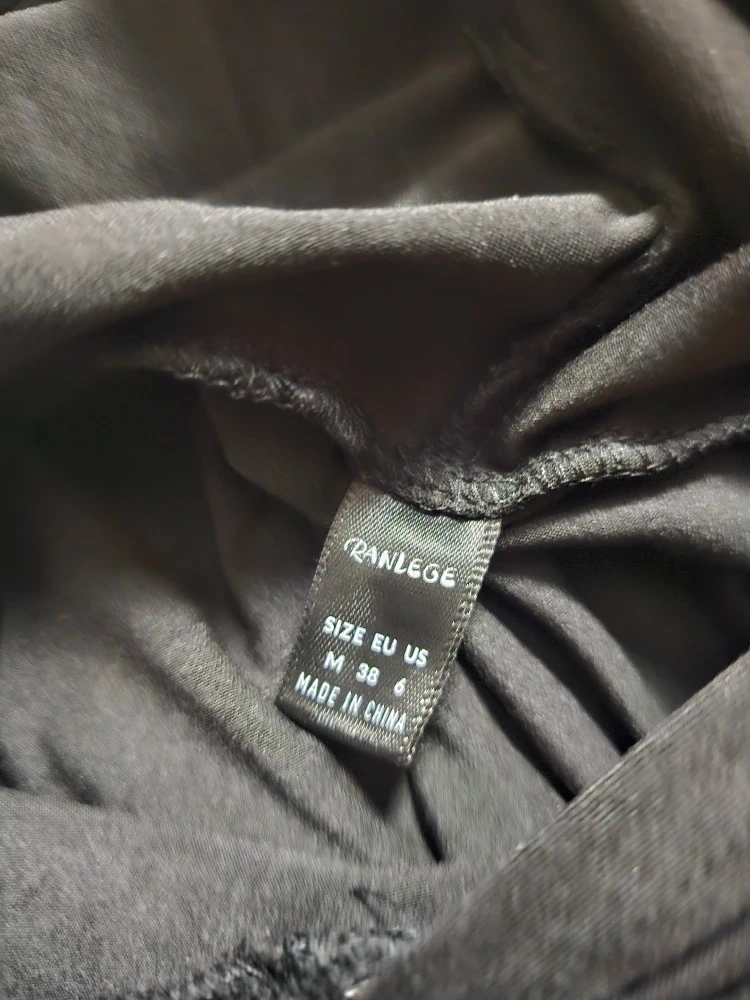 RANLEGE
SIZE EU US
M 38 6
MADE IN CHINA